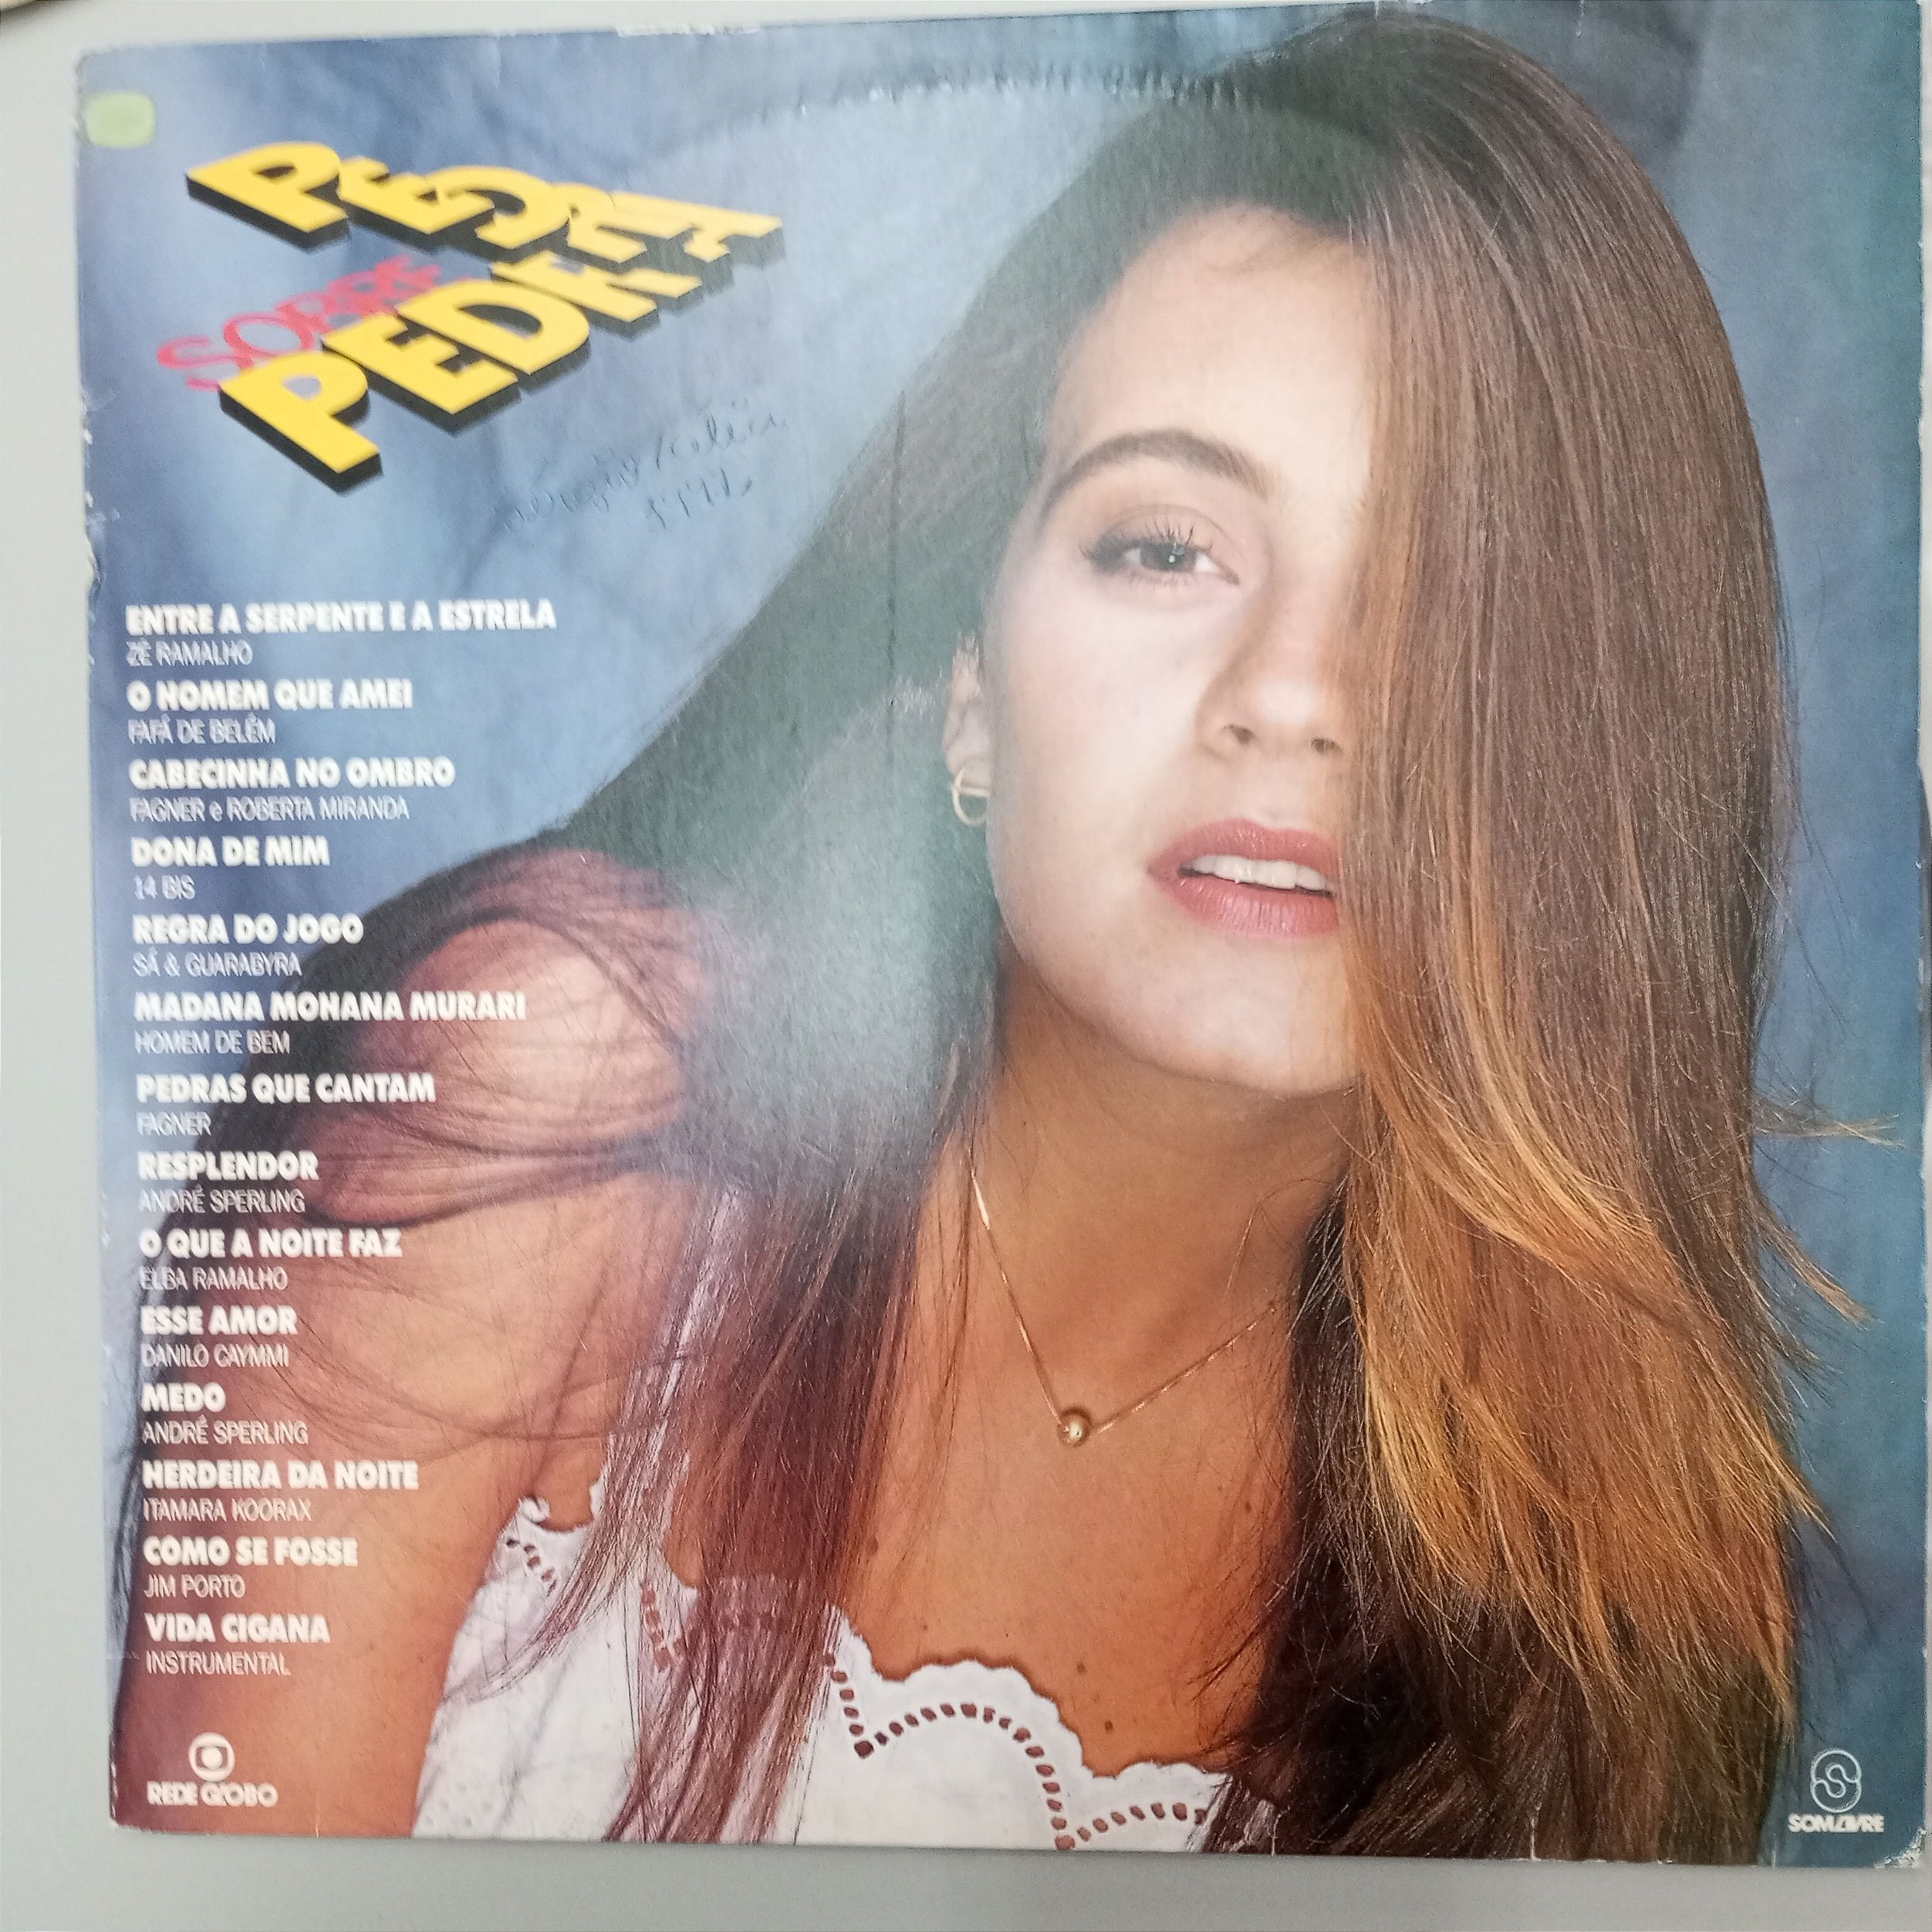 PEDRA
SOBRE
PEDRA
1992
ENTRE A SERPENTE E A ESTRELA
ZÉ RAMALHO
O HOMEM QUE AMEI
FAFÁ DE BELÉM
CABECINHA NO OMBRO
FAGNER e ROBERTA MIRANDA
DONA DE MIM
14 BIS
REGRA DO JOGO
SÁ & GUARABYRA
MADANA MOHANA MURARI
HOMEM DE BEM
PEDRAS QUE CANTAM
FAGNER
RESPLENDOR
ANDRÉ SPERLING
O QUE A NOITE FAZ
ELBA RAMALHO
ESSE AMOR
DANILO CAYMMI
MEDO
ANDRÉ SPERLING
HERDEIRA DA NOITE
ITAMARA KOORAX
COMO SE FOSSE
JIM PORTO
VIDA CIGANA
INSTRUMENTAL
REDE GLOBO
SOM LIVRE